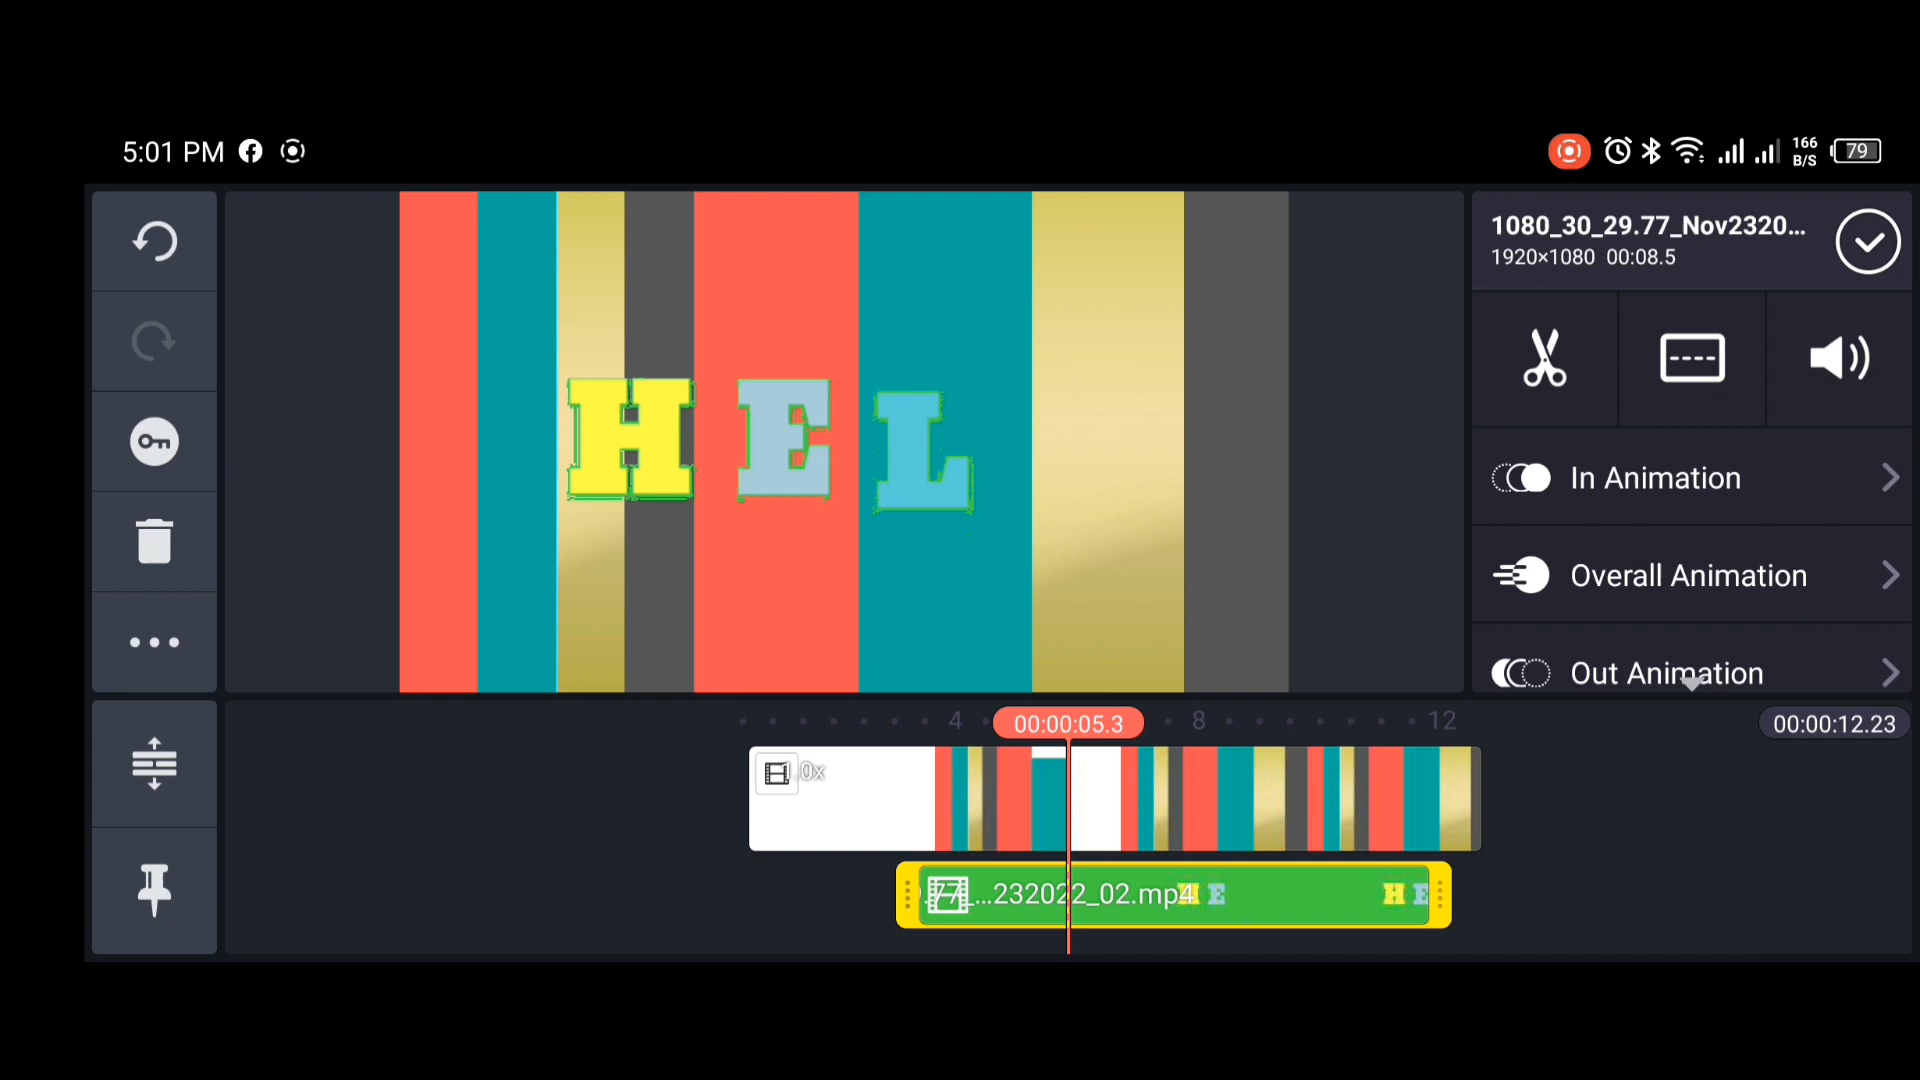 5:01 PM
166
B/S
79
1080_30_29.77_Nov2320...
1920×1080 00:08.5
H E L
In Animation
Overall Animation
Out Animation
4
00:00:05.3
8
12
00:00:12.23
.0x
.77_...232022_02.mp4
H E
H E